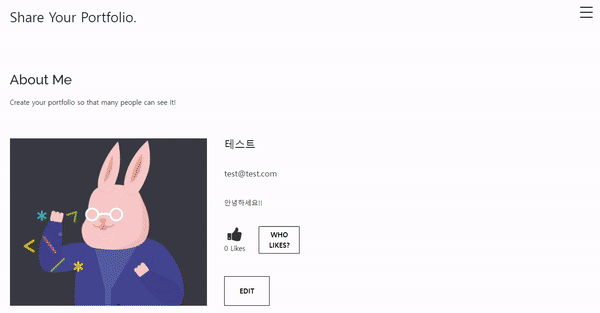 Share Your Portfolio.
About Me
Create your portfolio so that many people can see it!
테스트
test@test.com
안녕하세요!!
0 Likes
WHO
LIKES?
EDIT